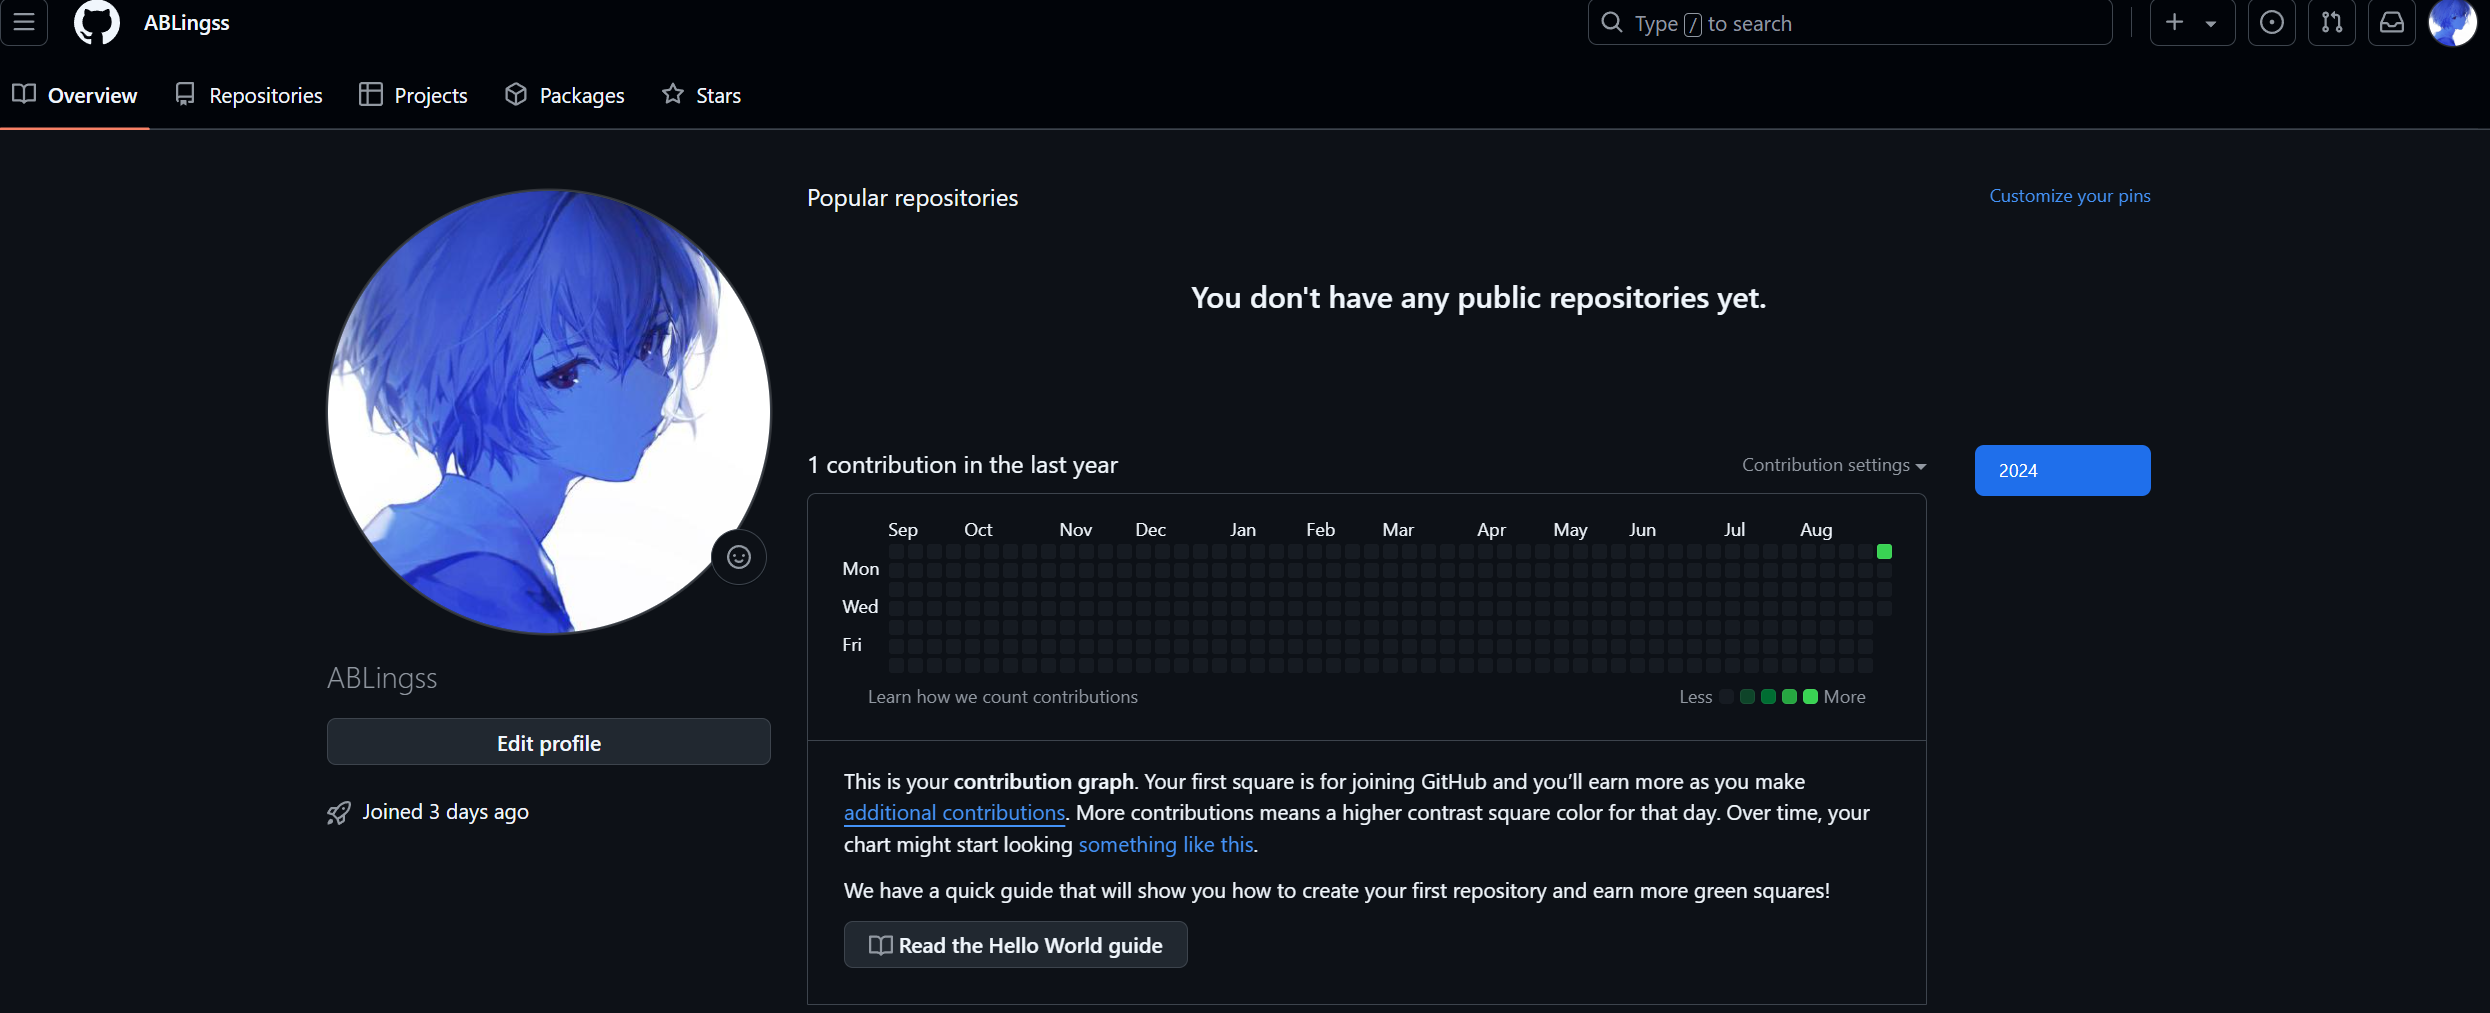 ABLingss
Type / to search
Overview
Repositories
Projects
Packages
Stars
Popular repositories
Customize your pins
You don't have any public repositories yet.
1 contribution in the last year
Contribution settings
2024
Sep Oct Nov Dec Jan Feb Mar Apr May Jun Jul Aug
Mon
Wed
Fri
Learn how we count contributions
Less More
ABLingss
Edit profile
Joined 3 days ago
This is your contribution graph. Your first square is for joining GitHub and you’ll earn more as you make
additional contributions. More contributions means a higher contrast square color for that day. Over time, your
chart might start looking something like this.
We have a quick guide that will show you how to create your first repository and earn more green squares!
Read the Hello World guide